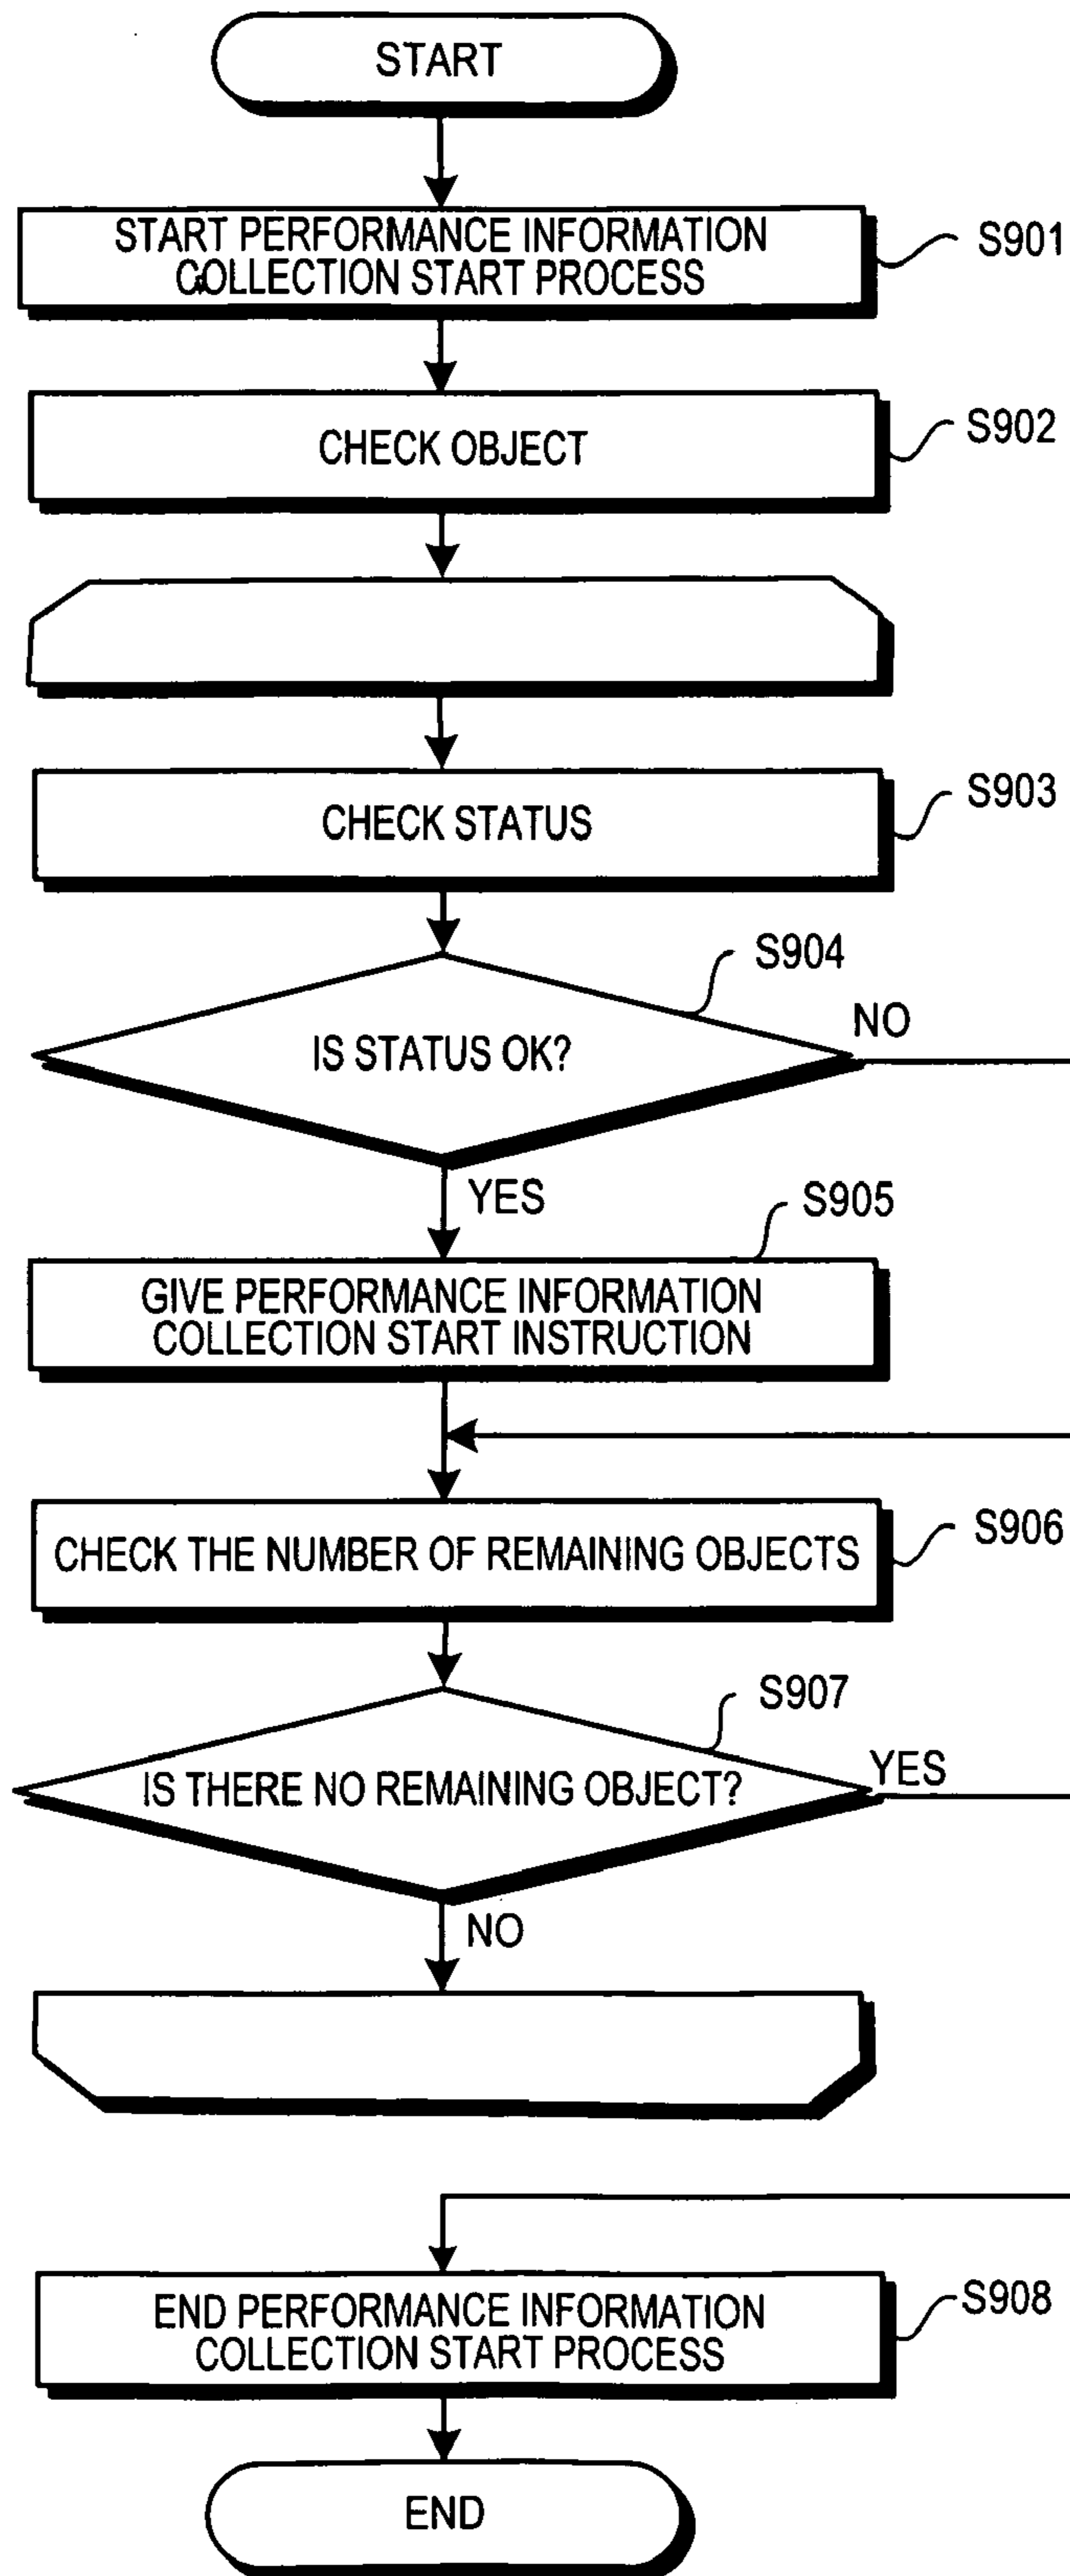 START
START PERFORMANCE INFORMATION
COLLECTION START PROCESS
S901
CHECK OBJECT
S902
CHECK STATUS
S903
S904
IS STATUS OK?
NO
YES
S905
GIVE PERFORMANCE INFORMATION
COLLECTION START INSTRUCTION
CHECK THE NUMBER OF REMAINING OBJECTS
S906
S907
IS THERE NO REMAINING OBJECT?
YES
NO
END PERFORMANCE INFORMATION
COLLECTION START PROCESS
S908
END